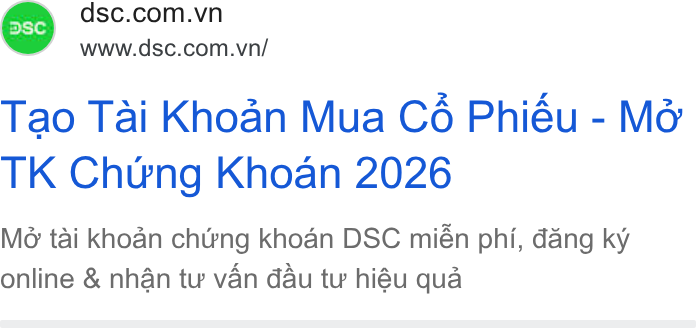 DSC
dsc.com.vn
www.dsc.com.vn/
Tạo Tài Khoản Mua Cổ Phiếu - Mở
TK Chứng Khoán 2026
Mở tài khoản chứng khoán DSC miễn phí, đăng ký
online & nhận tư vấn đầu tư hiệu quả